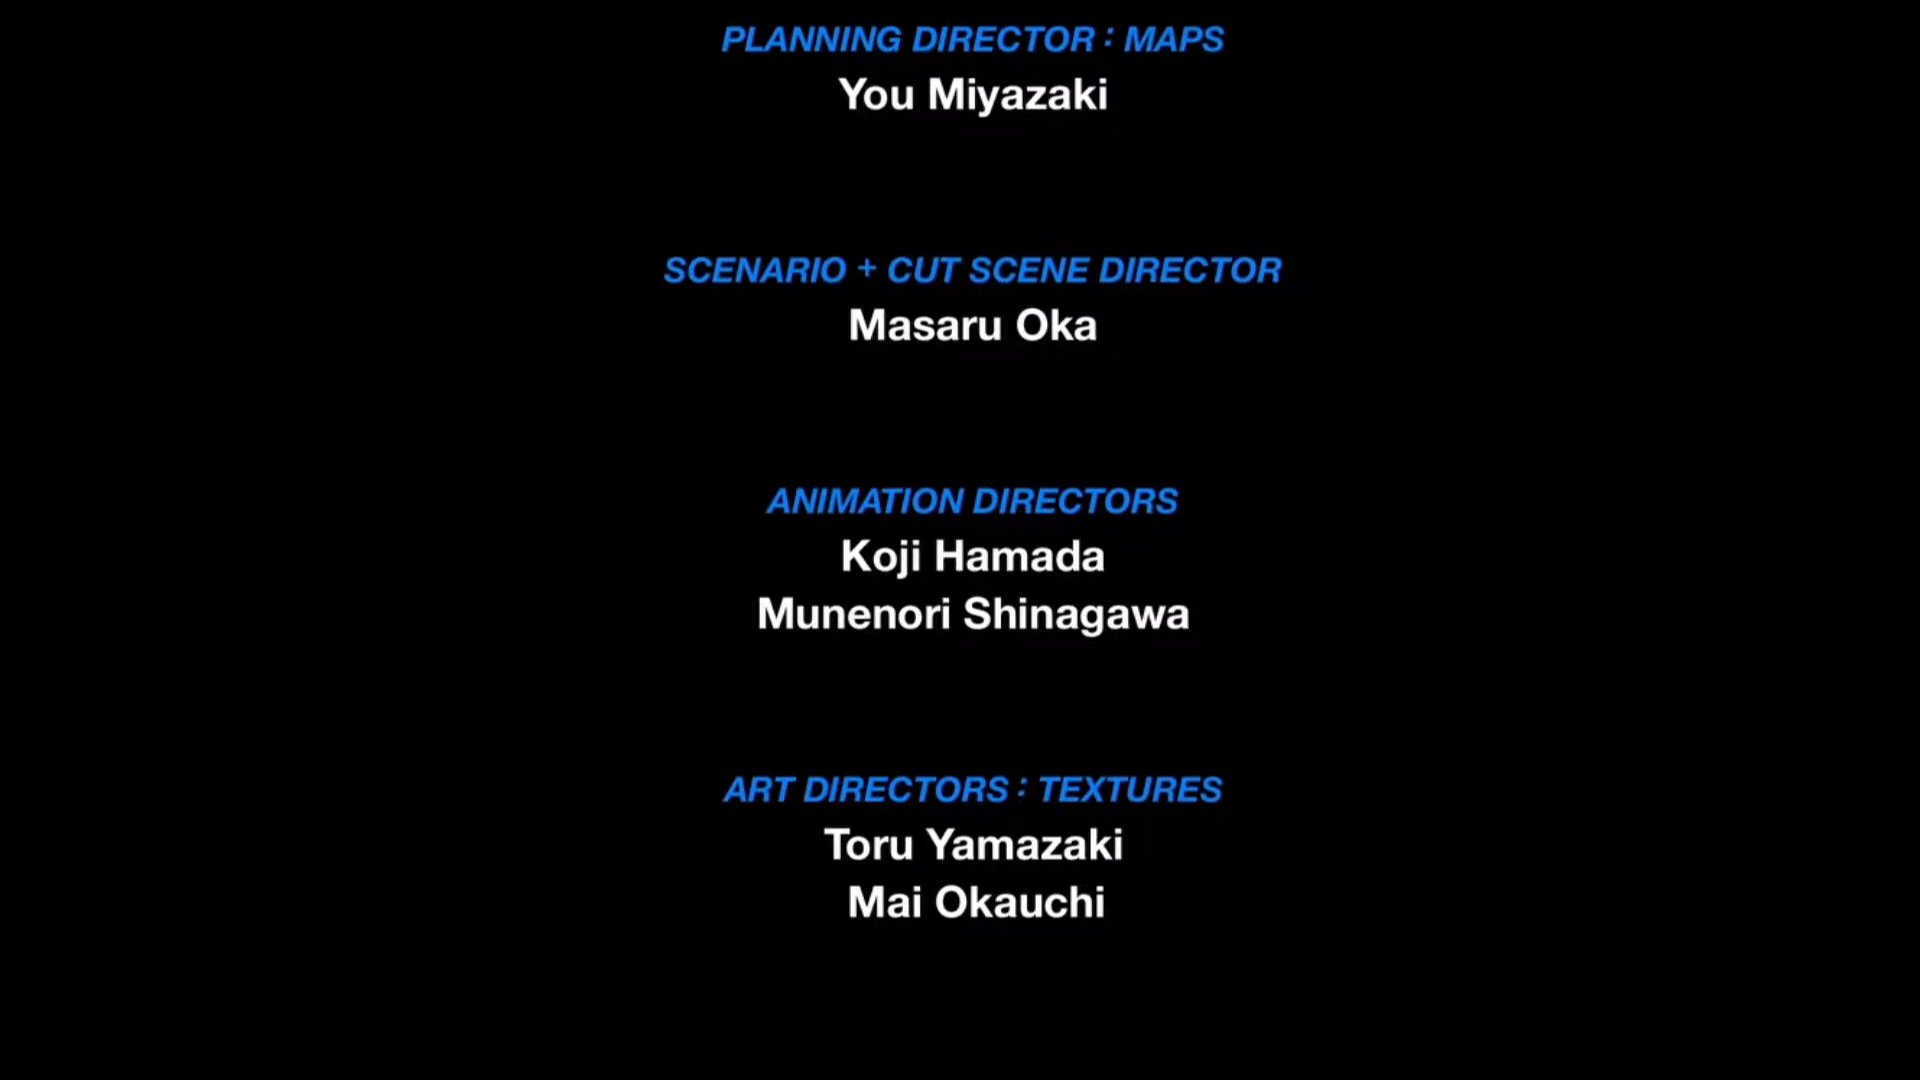 PLANNING DIRECTOR : MAPS
You Miyazaki
SCENARIO + CUT SCENE DIRECTOR
Masaru Oka
ANIMATION DIRECTORS
Koji Hamada
Munenori Shinagawa
ART DIRECTORS : TEXTURES
Toru Yamazaki
Mai Okauchi